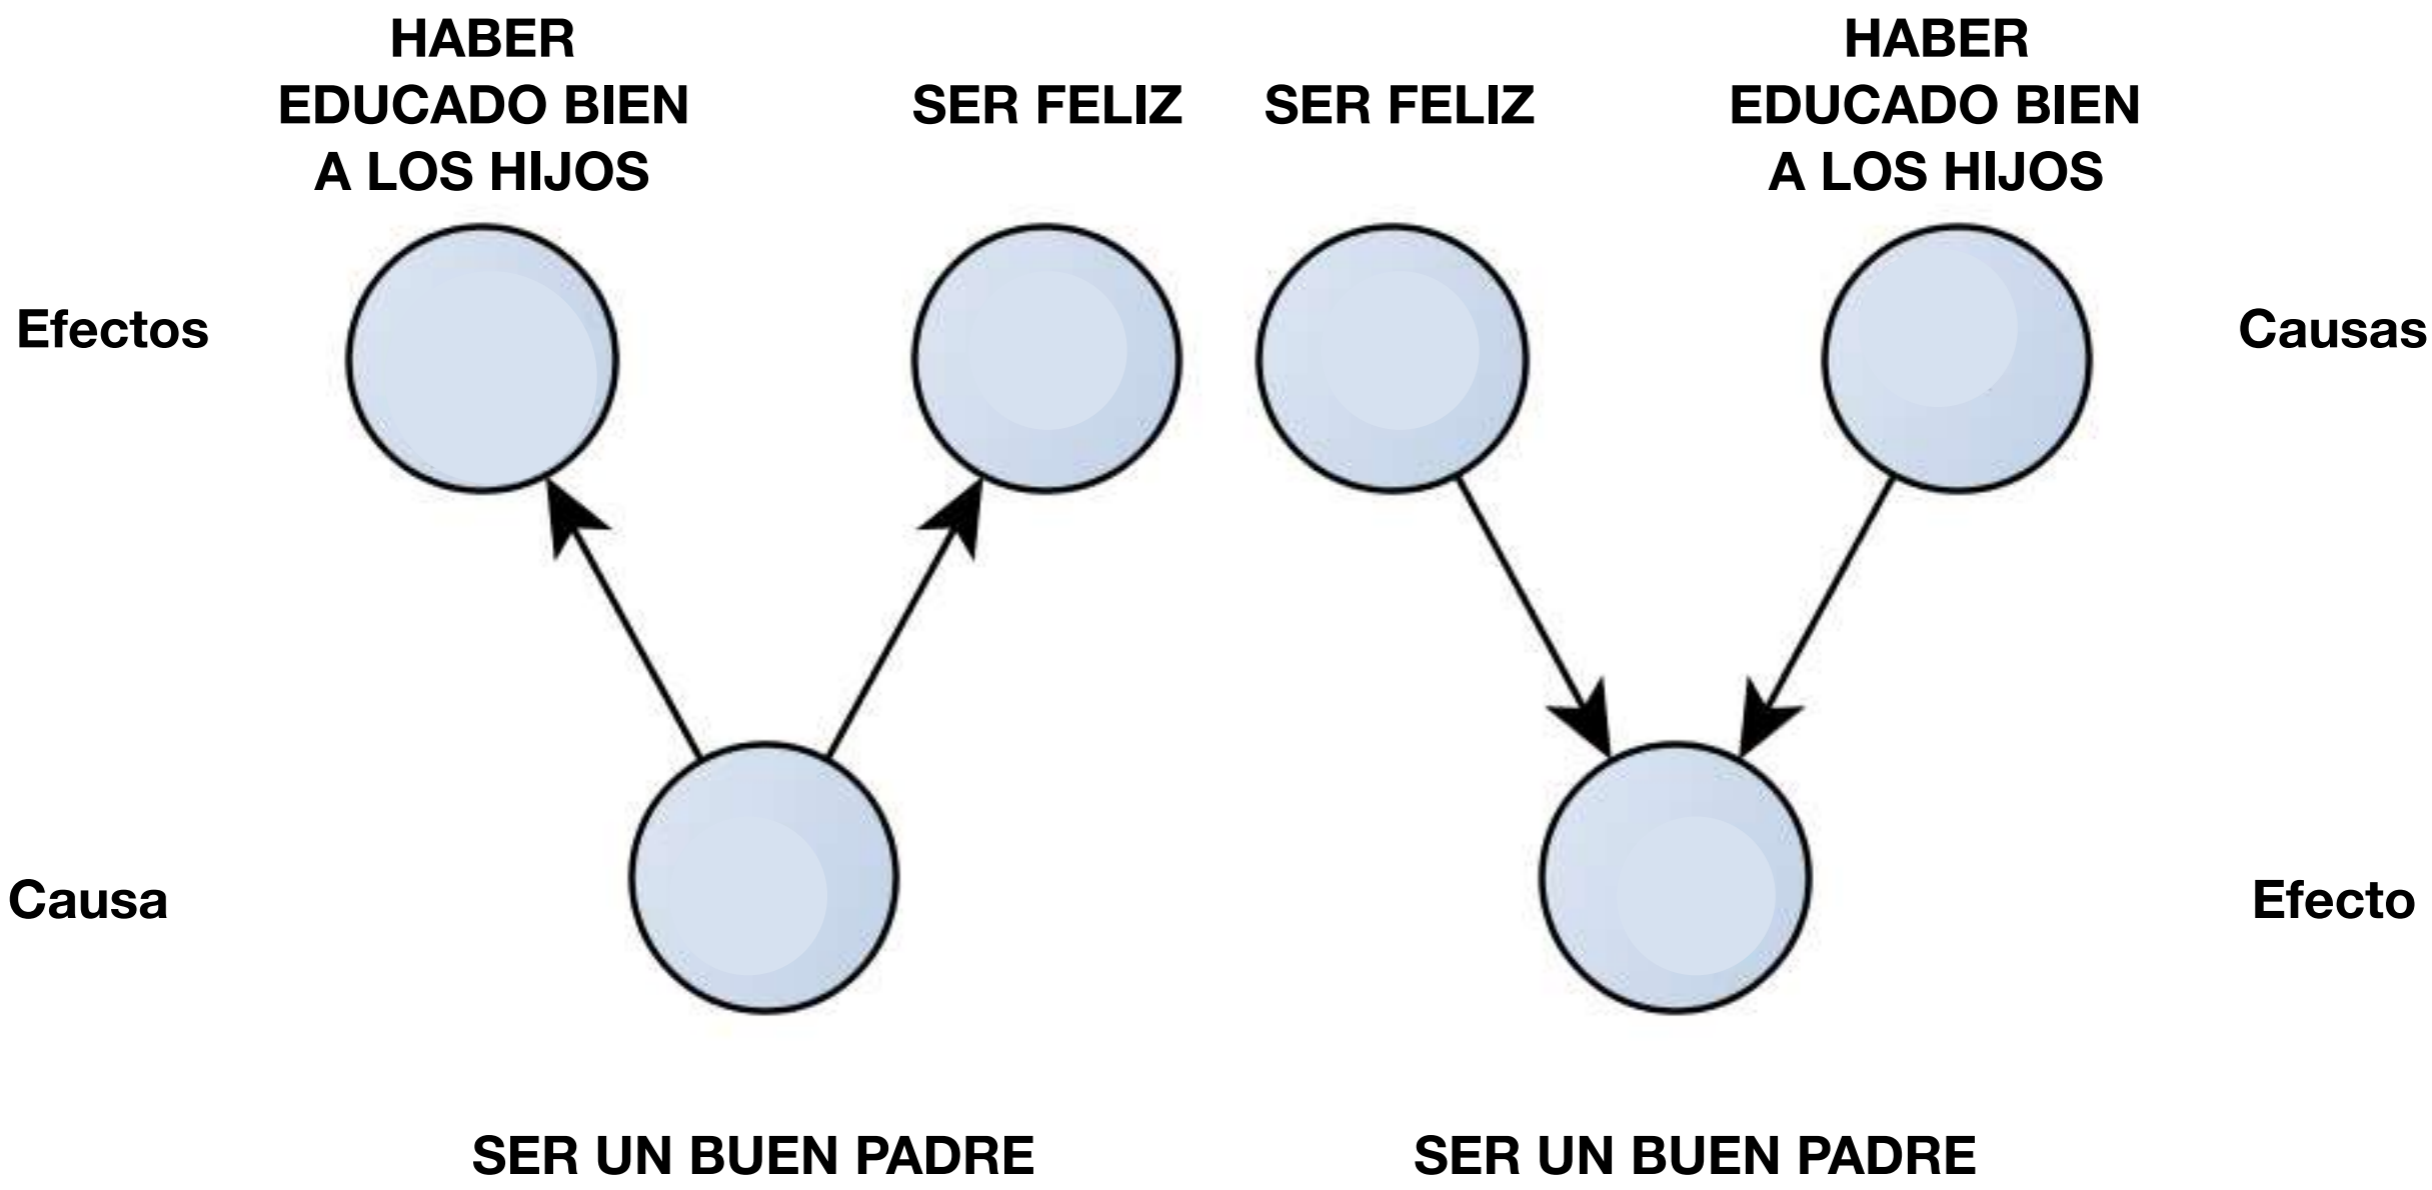 HABER
EDUCADO BIEN
A LOS HIJOS
SER FELIZ
SER FELIZ
HABER
EDUCADO BIEN
A LOS HIJOS
Efectos
Causas
Causa
Efecto
SER UN BUEN PADRE
SER UN BUEN PADRE